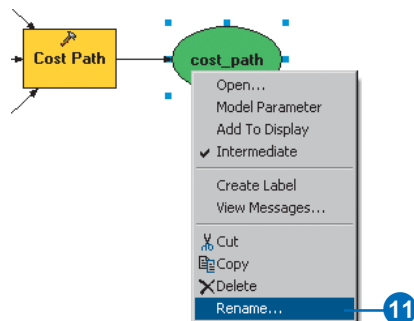 Cost Path
cost_path
Open...
Model Parameter
Add To Display
Intermediate
Create Label
View Messages...
Cut
Copy
Delete
Rename...
11